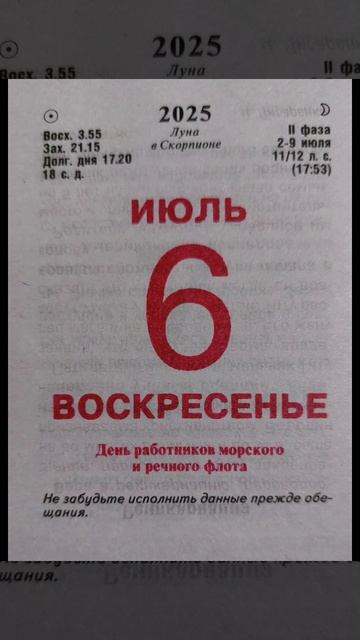 2025
Луна
в Скорпионе
Восх. 3.55
Зах. 21.15
Долг. дня 17.20
18 с. д.
II фаза
2-9 июля
11/12 л. с.
(17:53)
ИЮЛЬ
6
ВОСКРЕСЕНЬЕ
День работников морского
и речного флота
Не забудьте исполнить данные прежде обе-
щания.